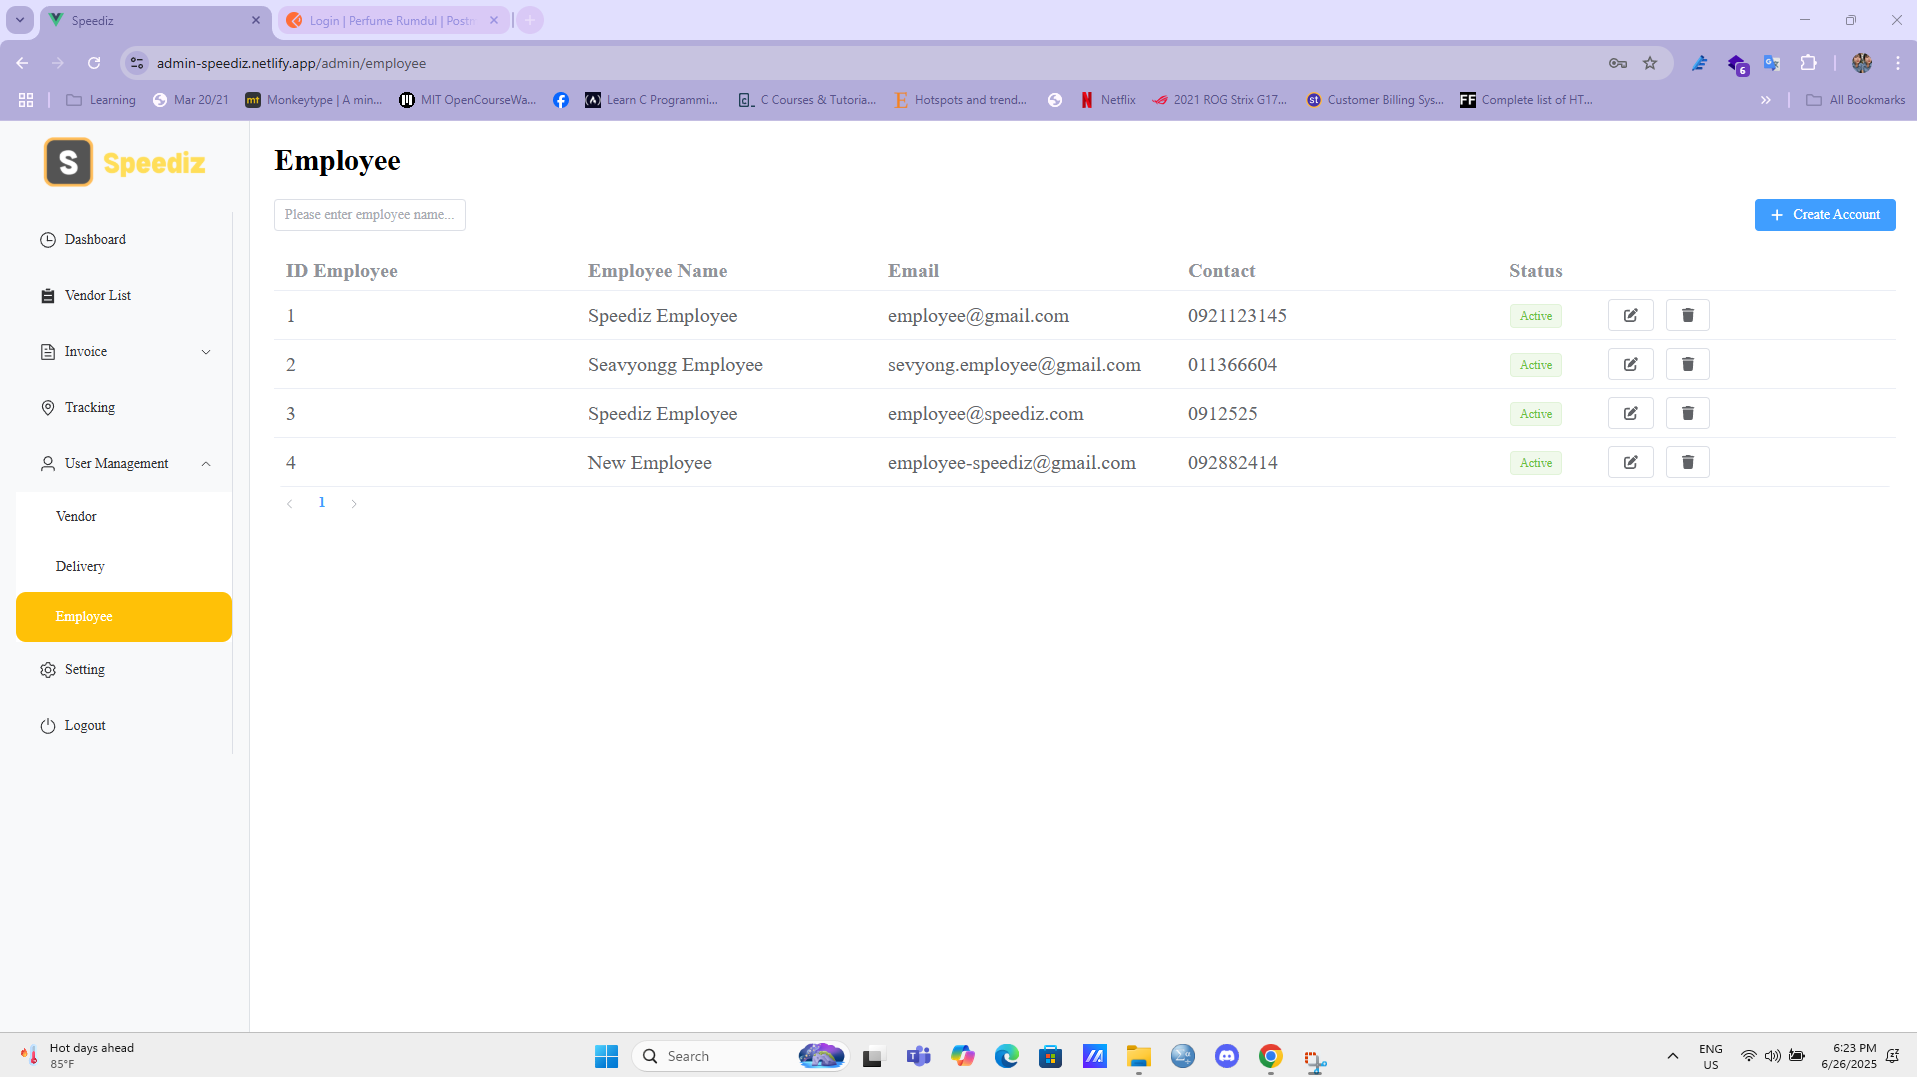 Speediz
Login | Perfume Rumdul | Postm
admin-speediz.netlify.app/admin/employee
6
Learning
Mar 20/21
mt
Monkeytype | A min...
MIT OpenCourseWa...
Learn C Programmi...
C Courses & Tutoria...
E
Hotspots and trend...
Netflix
2021 ROG Strix G17...
st
Customer Billing Sys...
FF
Complete list of HT...
All Bookmarks
S
Speediz
Dashboard
Vendor List
Invoice
Tracking
User Management
Vendor
Delivery
Employee
Setting
Logout
Employee
Please enter employee name...
+ Create Account
ID Employee Employee Name Email Contact Status
1 Speediz Employee employee@gmail.com 0921123145 Active
2 Seavyongg Employee sevyong.employee@gmail.com 011366604 Active
3 Speediz Employee employee@speediz.com 0912525 Active
4 New Employee employee-speediz@gmail.com 092882414 Active
1
Hot days ahead
85°F
Search
ENG
US
6:23 PM
6/26/2025